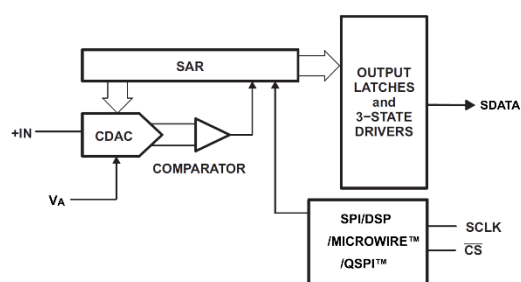 SAR
OUTPUT
LATCHES
and
3−STATE
DRIVERS
SDATA
+IN
CDAC
COMPARATOR
VA
SPI/DSP
/MICROWIRE™
/QSPI™
SCLK
CS